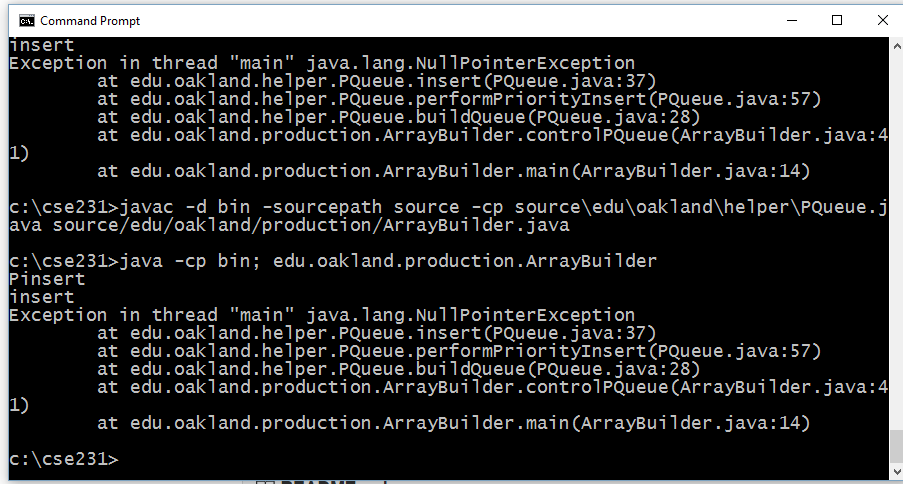 Command Prompt
insert
Exception in thread "main" java.lang.NullPointerException
at edu.oakland.helper.PQueue.insert(PQueue.java:37)
at edu.oakland.helper.PQueue.performPriorityInsert(PQueue.java:57)
at edu.oakland.helper.PQueue.buildQueue(PQueue.java:28)
at edu.oakland.production.ArrayBuilder.controlPQueue(ArrayBuilder.java:4
1)
at edu.oakland.production.ArrayBuilder.main(ArrayBuilder.java:14)
c:\cse231>javac -d bin -sourcepath source -cp source\edu\oakland\helper\PQueue.j
ava source/edu/oakland/production/ArrayBuilder.java
c:\cse231>java -cp bin; edu.oakland.production.ArrayBuilder
Pinsert
insert
Exception in thread "main" java.lang.NullPointerException
at edu.oakland.helper.PQueue.insert(PQueue.java:37)
at edu.oakland.helper.PQueue.performPriorityInsert(PQueue.java:57)
at edu.oakland.helper.PQueue.buildQueue(PQueue.java:28)
at edu.oakland.production.ArrayBuilder.controlPQueue(ArrayBuilder.java:4
1)
at edu.oakland.production.ArrayBuilder.main(ArrayBuilder.java:14)
c:\cse231>